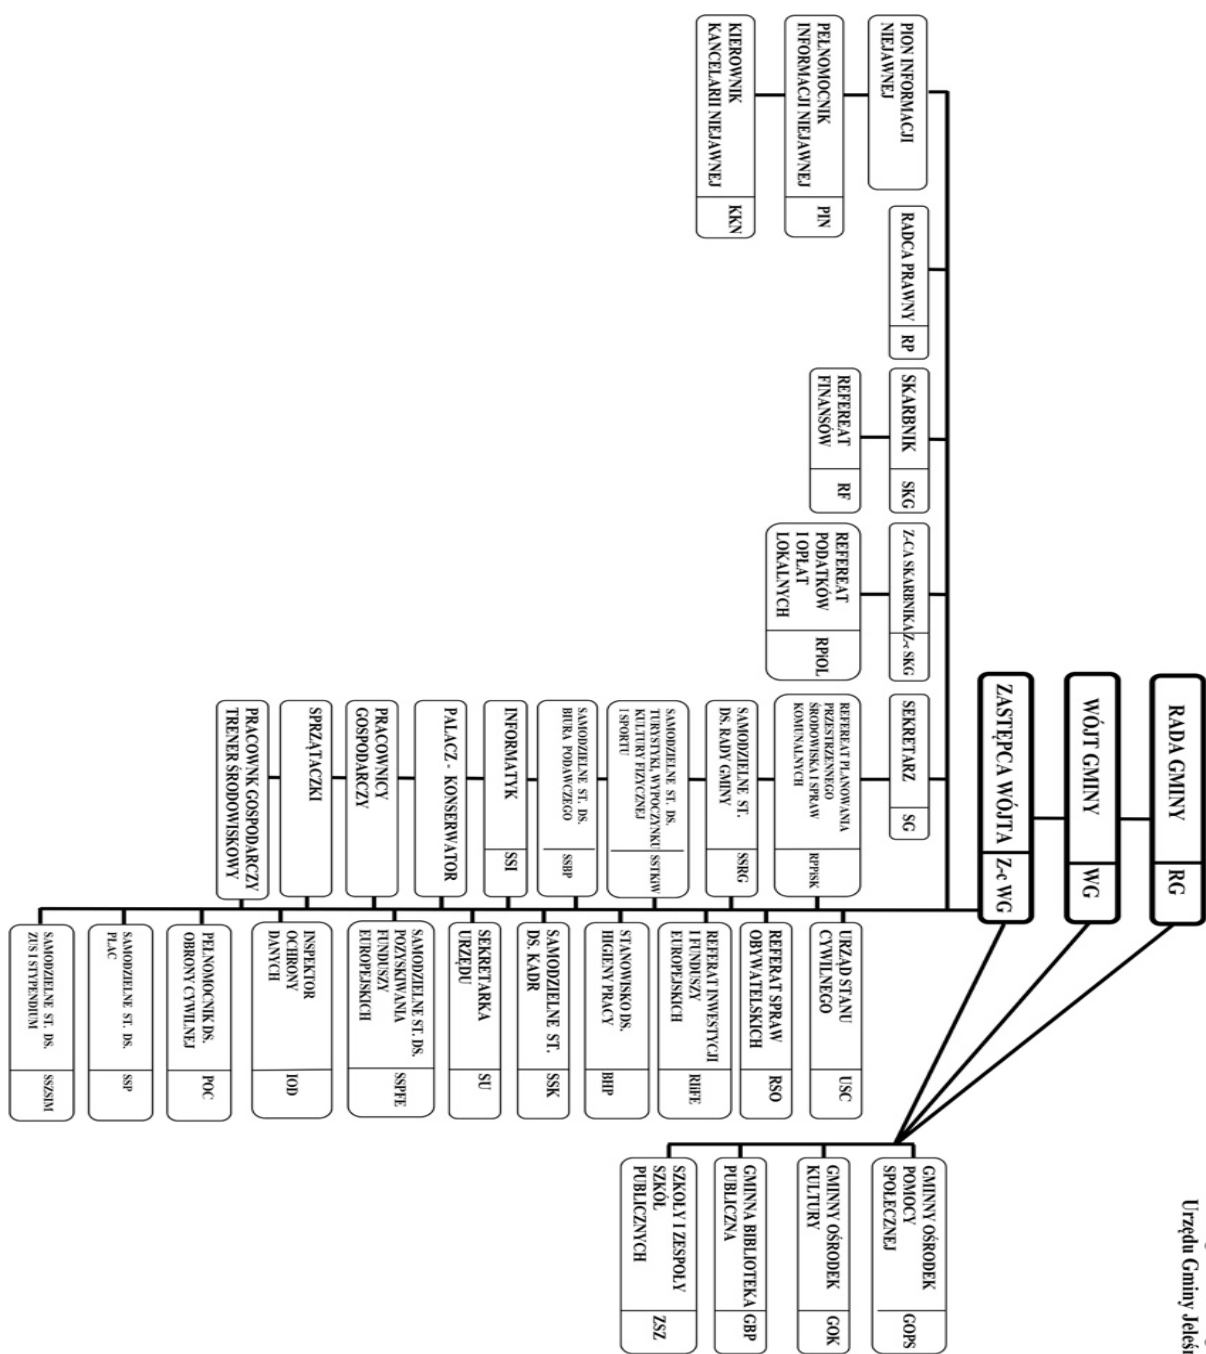 Urzędu Gminy
RADA GMINY
RG
WÓJT GMINY
WG
ZASTĘPCA WÓJTA
Z-c WG
PION INFORMACJI
NIEJAWNEJ
PEŁNOMOCNIK
INFORMACJI NIEJAWNEJ
PIN
KIEROWNIK
KANCELARII NIEJAWNEJ
KKN
RADCA PRAWNY
RP
SKARBNIK
SKG
REFEREAT
FINANSÓW
RF
Z-CA SKARBNIKA
Z-c SKG
REFEREAT
PODATKÓW
I OPŁAT
LOKALNYCH
RPiOL
SEKRETARZ
SG
REFEREAT PLANOWANIA
PRZESTRZENNEGO
ŚRODOWISKA I SPRAW
KOMUNALNYCH
RPPiSK
SAMODZIELNE ST.
DS. RADY GMINY
SSRG
SAMODZIELNE ST. DS.
TURYSTYKI, WYPOCZYNKU
KULTURY FIZYCZNEJ
I SPORTU
SSTKIW
SAMODZIELNE ST. DS.
BIURA PODAWCZEGO
SSBP
INFORMATYK
SSI
PALACZ - KONSERWATOR
PRACOWNICY
GOSPODARCZY
SPRZĄTACZKI
PRACOWNK GOSPODARCZY
TRENER ŚRODOWISKOWY
URZĄD STANU
CYWILNEGO
USC
REFERAT SPRAW
OBYWATELSKICH
RSO
REFERAT INWESTYCJI
I FUNDUSZY
EUROPEJSKICH
RIiFE
STANOWISKO DS.
HIGIENY PRACY
BHP
SAMODZIELNE ST.
DS. KADR
SSK
SEKRETARKA
URZĘDU
SU
SAMODZIELNE ST. DS.
POZYSKIWANIA
FUNDUSZY
EUROPEJSKICH
SSPFE
INSPEKTOR
OCHRONY
DANYCH
IOD
PEŁNOMOCNIK DS.
OBRONY CYWILNEJ
POC
SAMODZIELNE ST. DS.
PŁAC
SSP
SAMODZIELNE ST. DS.
ZUS I STYPENDIUM
SSZSIM
GMINNY OŚRODEK
POMOCY
SPOŁECZNEJ
GOPS
GMINNY OŚRODEK
KULTURY
GOK
GMINNA BIBLIOTEKA
PUBLICZNA
GBP
SZKOŁY I ZESPOŁY
SZKÓŁ
PUBLICZNYCH
ZSZ